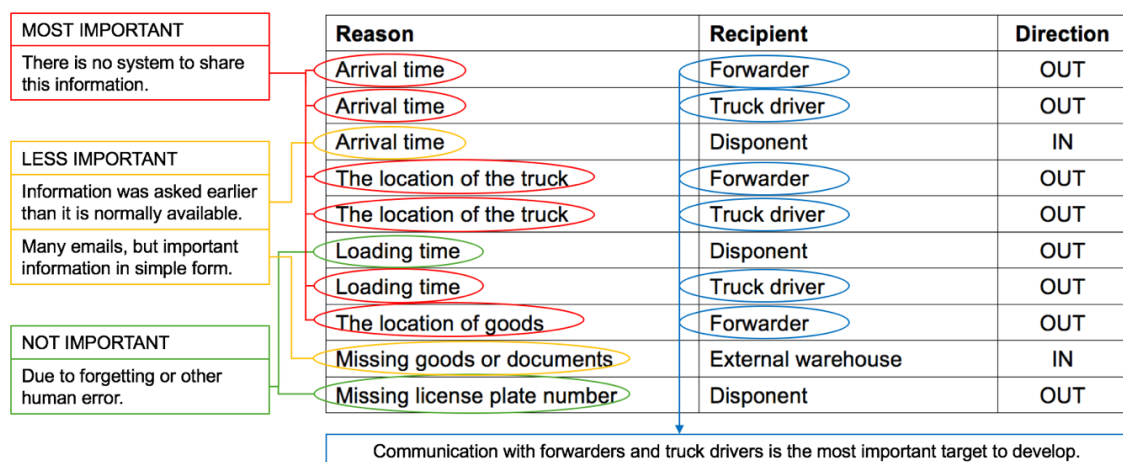 MOST IMPORTANT
There is no system to share
this information.
LESS IMPORTANT
Information was asked earlier
than it is normally available.
Many emails, but important
information in simple form.
NOT IMPORTANT
Due to forgetting or other
human error.
Reason Recipient Direction
Arrival time Forwarder OUT
Arrival time Truck driver OUT
Arrival time Disponent IN
The location of the truck Forwarder OUT
The location of the truck Truck driver OUT
Loading time Disponent OUT
Loading time Truck driver OUT
The location of goods Forwarder OUT
Missing goods or documents External warehouse IN
Missing license plate number Disponent OUT
Communication with forwarders and truck drivers is the most important target to develop.